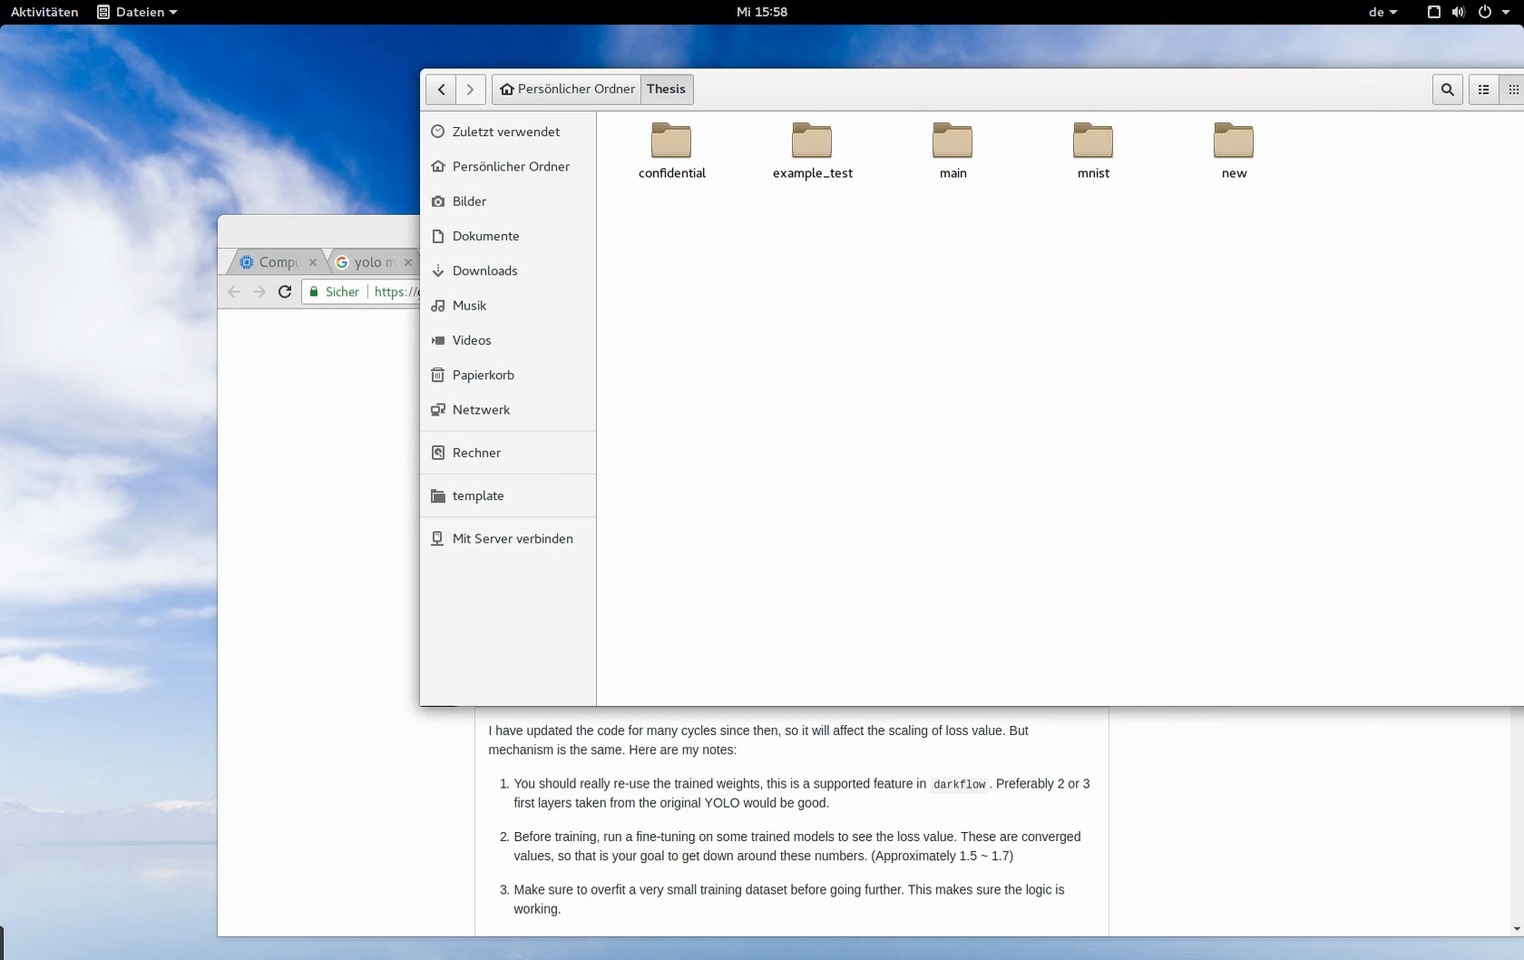 Aktivitäten Dateien Mi 15:58 de
Persönlicher Ordner Thesis
Zuletzt verwendet
Persönlicher Ordner
Bilder
Dokumente
Downloads
Musik
Videos
Papierkorb
Netzwerk
Rechner
template
Mit Server verbinden
confidential example_test main mnist new
yolo
Sicher https://
I have updated the code for many cycles since then, so it will affect the scaling of loss value. But
mechanism is the same. Here are my notes:
1. You should really re-use the trained weights, this is a supported feature in darkflow. Preferably 2 or 3
first layers taken from the original YOLO would be good.
2. Before training, run a fine-tuning on some trained models to see the loss value. These are converged
values, so that is your goal to get down around these numbers. (Approximately 1.5 ~ 1.7)
3. Make sure to overfit a very small training dataset before going further. This makes sure the logic is
working.